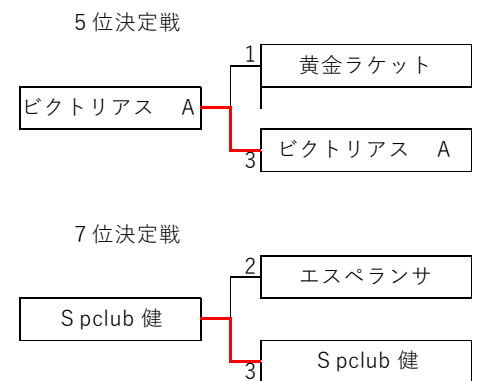 ５位決定戦
1
黄金ラケット
ビクトリアス　A
ビクトリアス　A
3
７位決定戦
2
エスペランサ
Ｓpclub 健
Ｓpclub 健
3